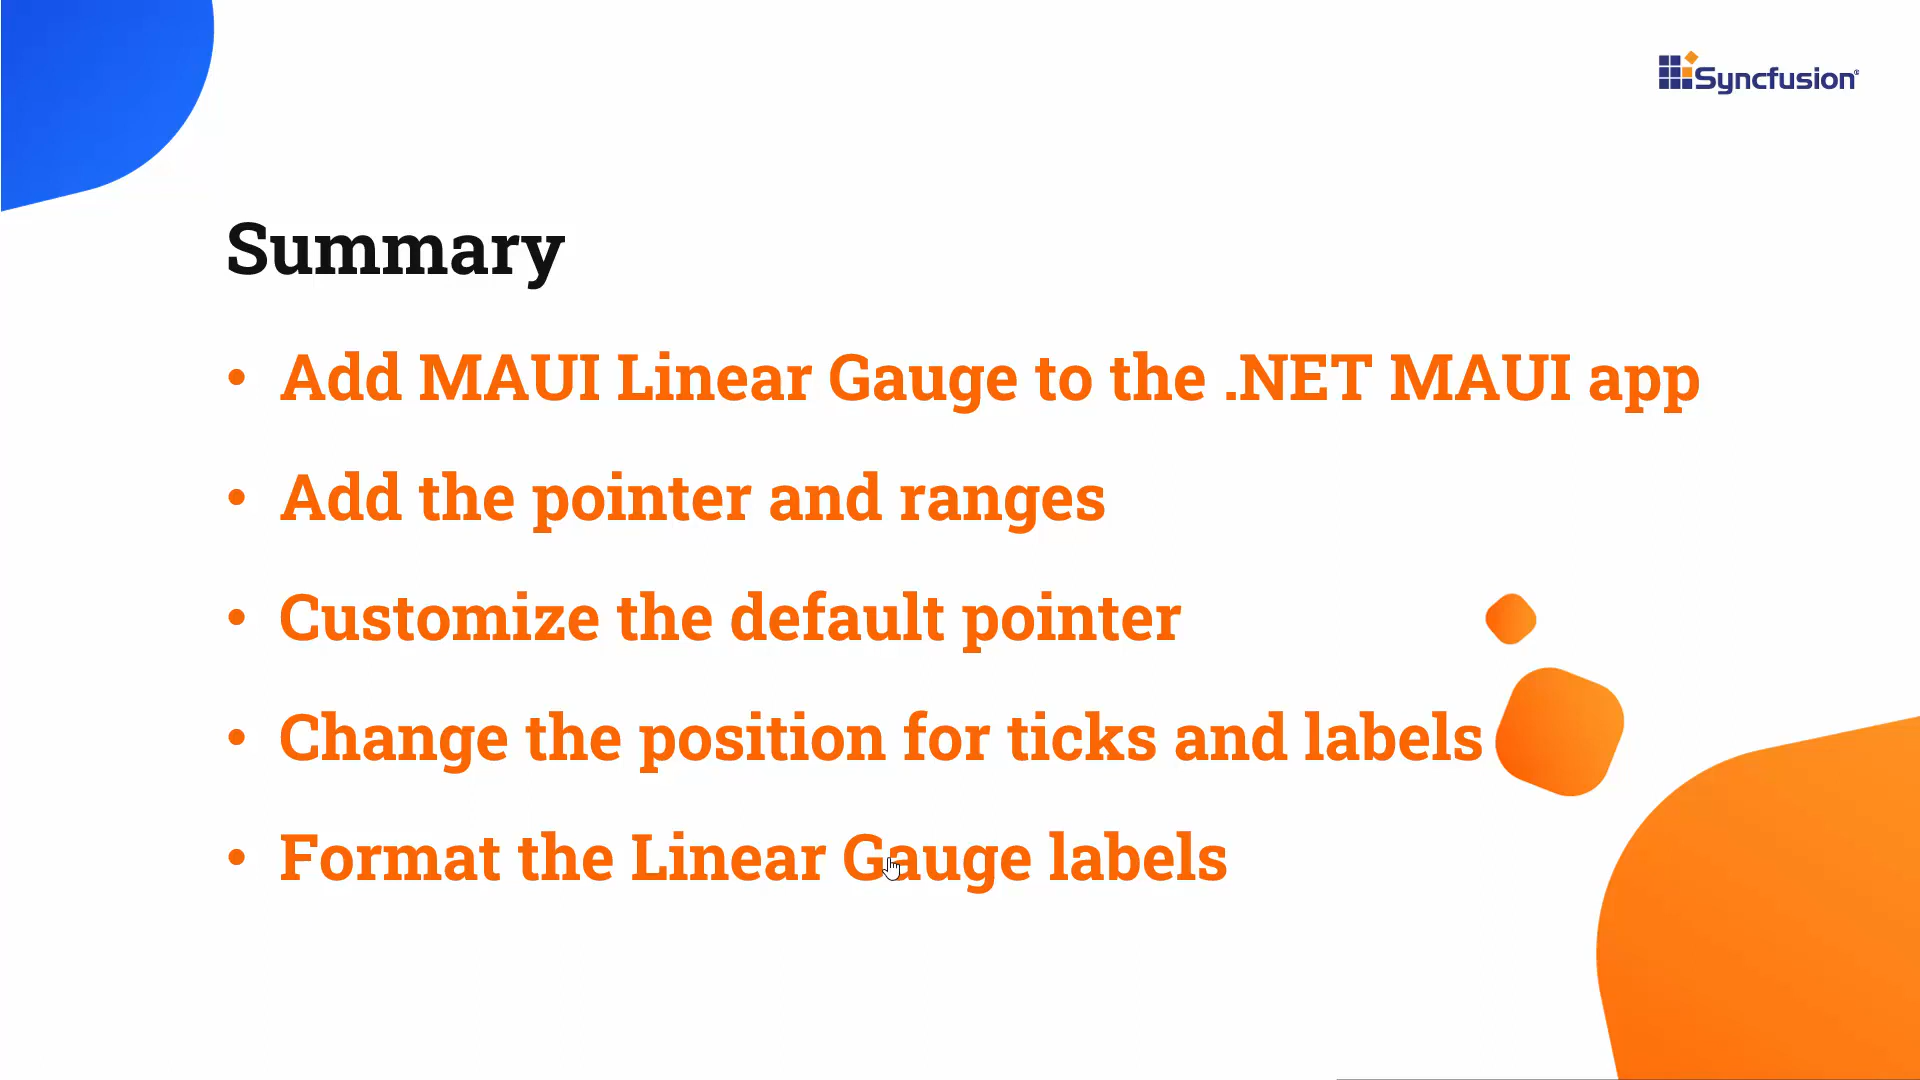 Syncfusion
Summary
• Add MAUI Linear Gauge to the .NET MAUI app
• Add the pointer and ranges
• Customize the default pointer
• Change the position for ticks and labels
• Format the Linear Gauge labels